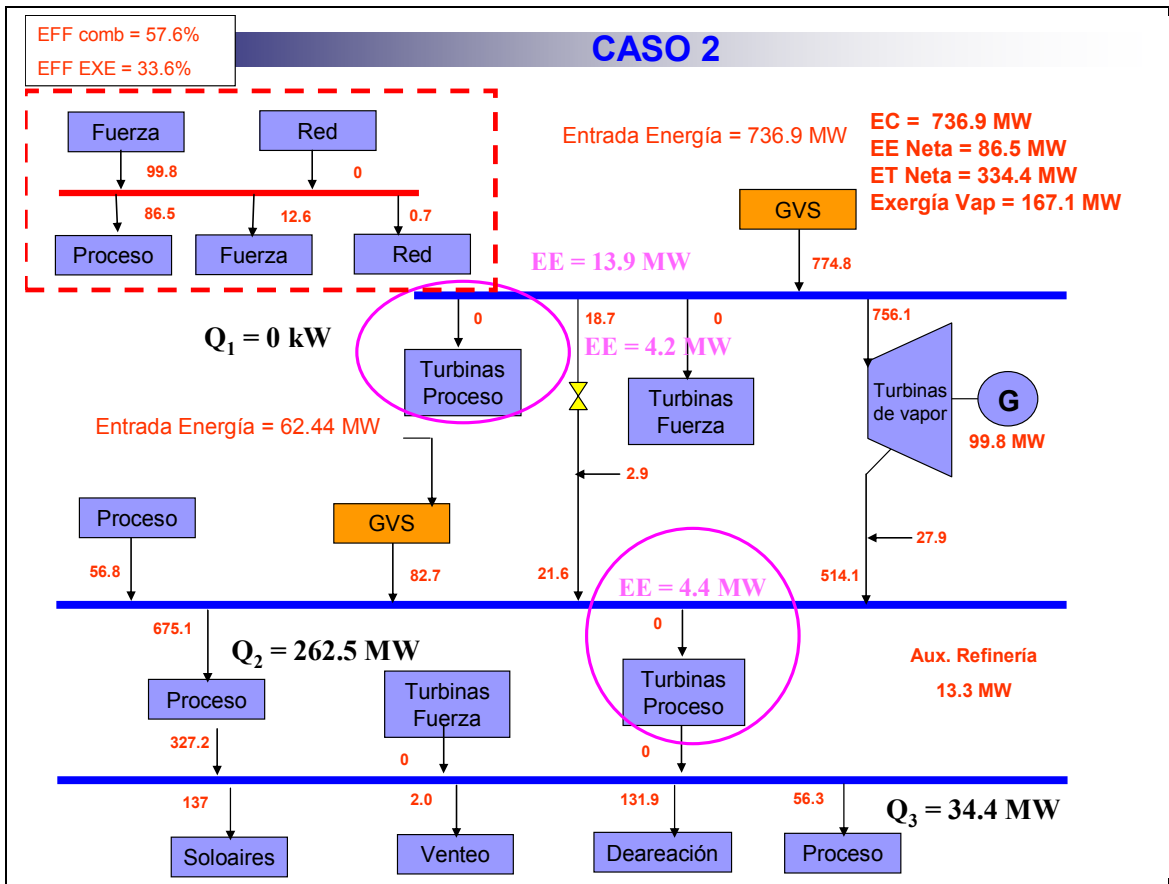 EFF comb = 57.6%
EFF EXE = 33.6%
CASO 2
Fuerza
Red
99.8
0
86.5
12.6
0.7
Proceso
Fuerza
Red
Entrada Energía = 736.9 MW
EC = 736.9 MW
EE Neta = 86.5 MW
ET Neta = 334.4 MW
Exergía Vap = 167.1 MW
GVS
774.8
EE = 13.9 MW
0
18.7
0
756.1
Q1 = 0 kW
EE = 4.2 MW
Turbinas
Proceso
Turbinas
Fuerza
Turbinas
de vapor
G
99.8 MW
Entrada Energía = 62.44 MW
2.9
Proceso
GVS
27.9
56.8
82.7
21.6
EE = 4.4 MW
514.1
675.1
0
Q2 = 262.5 MW
Aux. Refinería
13.3 MW
Proceso
Turbinas
Fuerza
Turbinas
Proceso
327.2
0
0
137
2.0
131.9
56.3
Q3 = 34.4 MW
Soloaires
Venteo
Deareación
Proceso